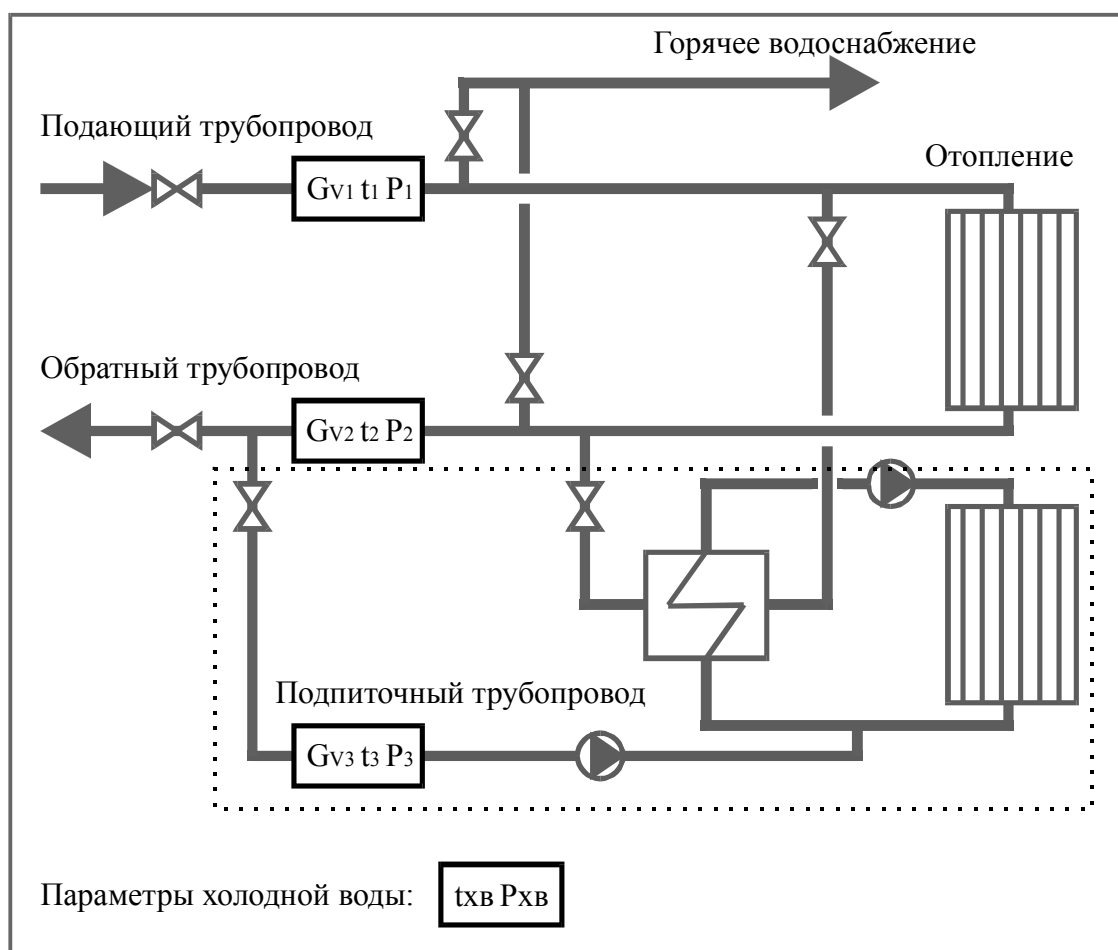 Горячее водоснабжение
Подающий трубопровод
Отопление
GV1 t1 P1
Обратный трубопровод
GV2 t2 P2
Подпиточный трубопровод
GV3 t3 P3
Параметры холодной воды:
tхв Pхв